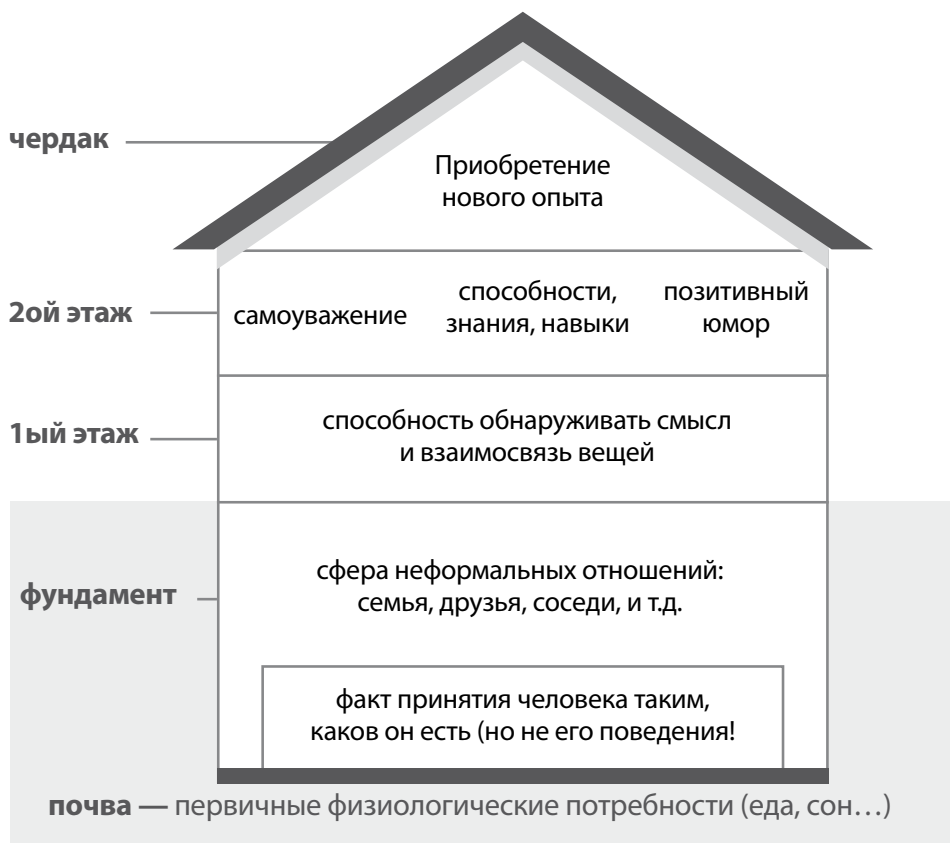 чердак
Приобретение
нового опыта
2ой этаж
самоуважение
способности,
знания, навыки
позитивный
юмор
1ый этаж
способность обнаруживать смысл
и взаимосвязь вещей
фундамент
сфера неформальных отношений:
семья, друзья, соседи, и т.д.
факт принятия человека таким,
каков он есть (но не его поведения!
почва — первичные физиологические потребности (еда, сон…)